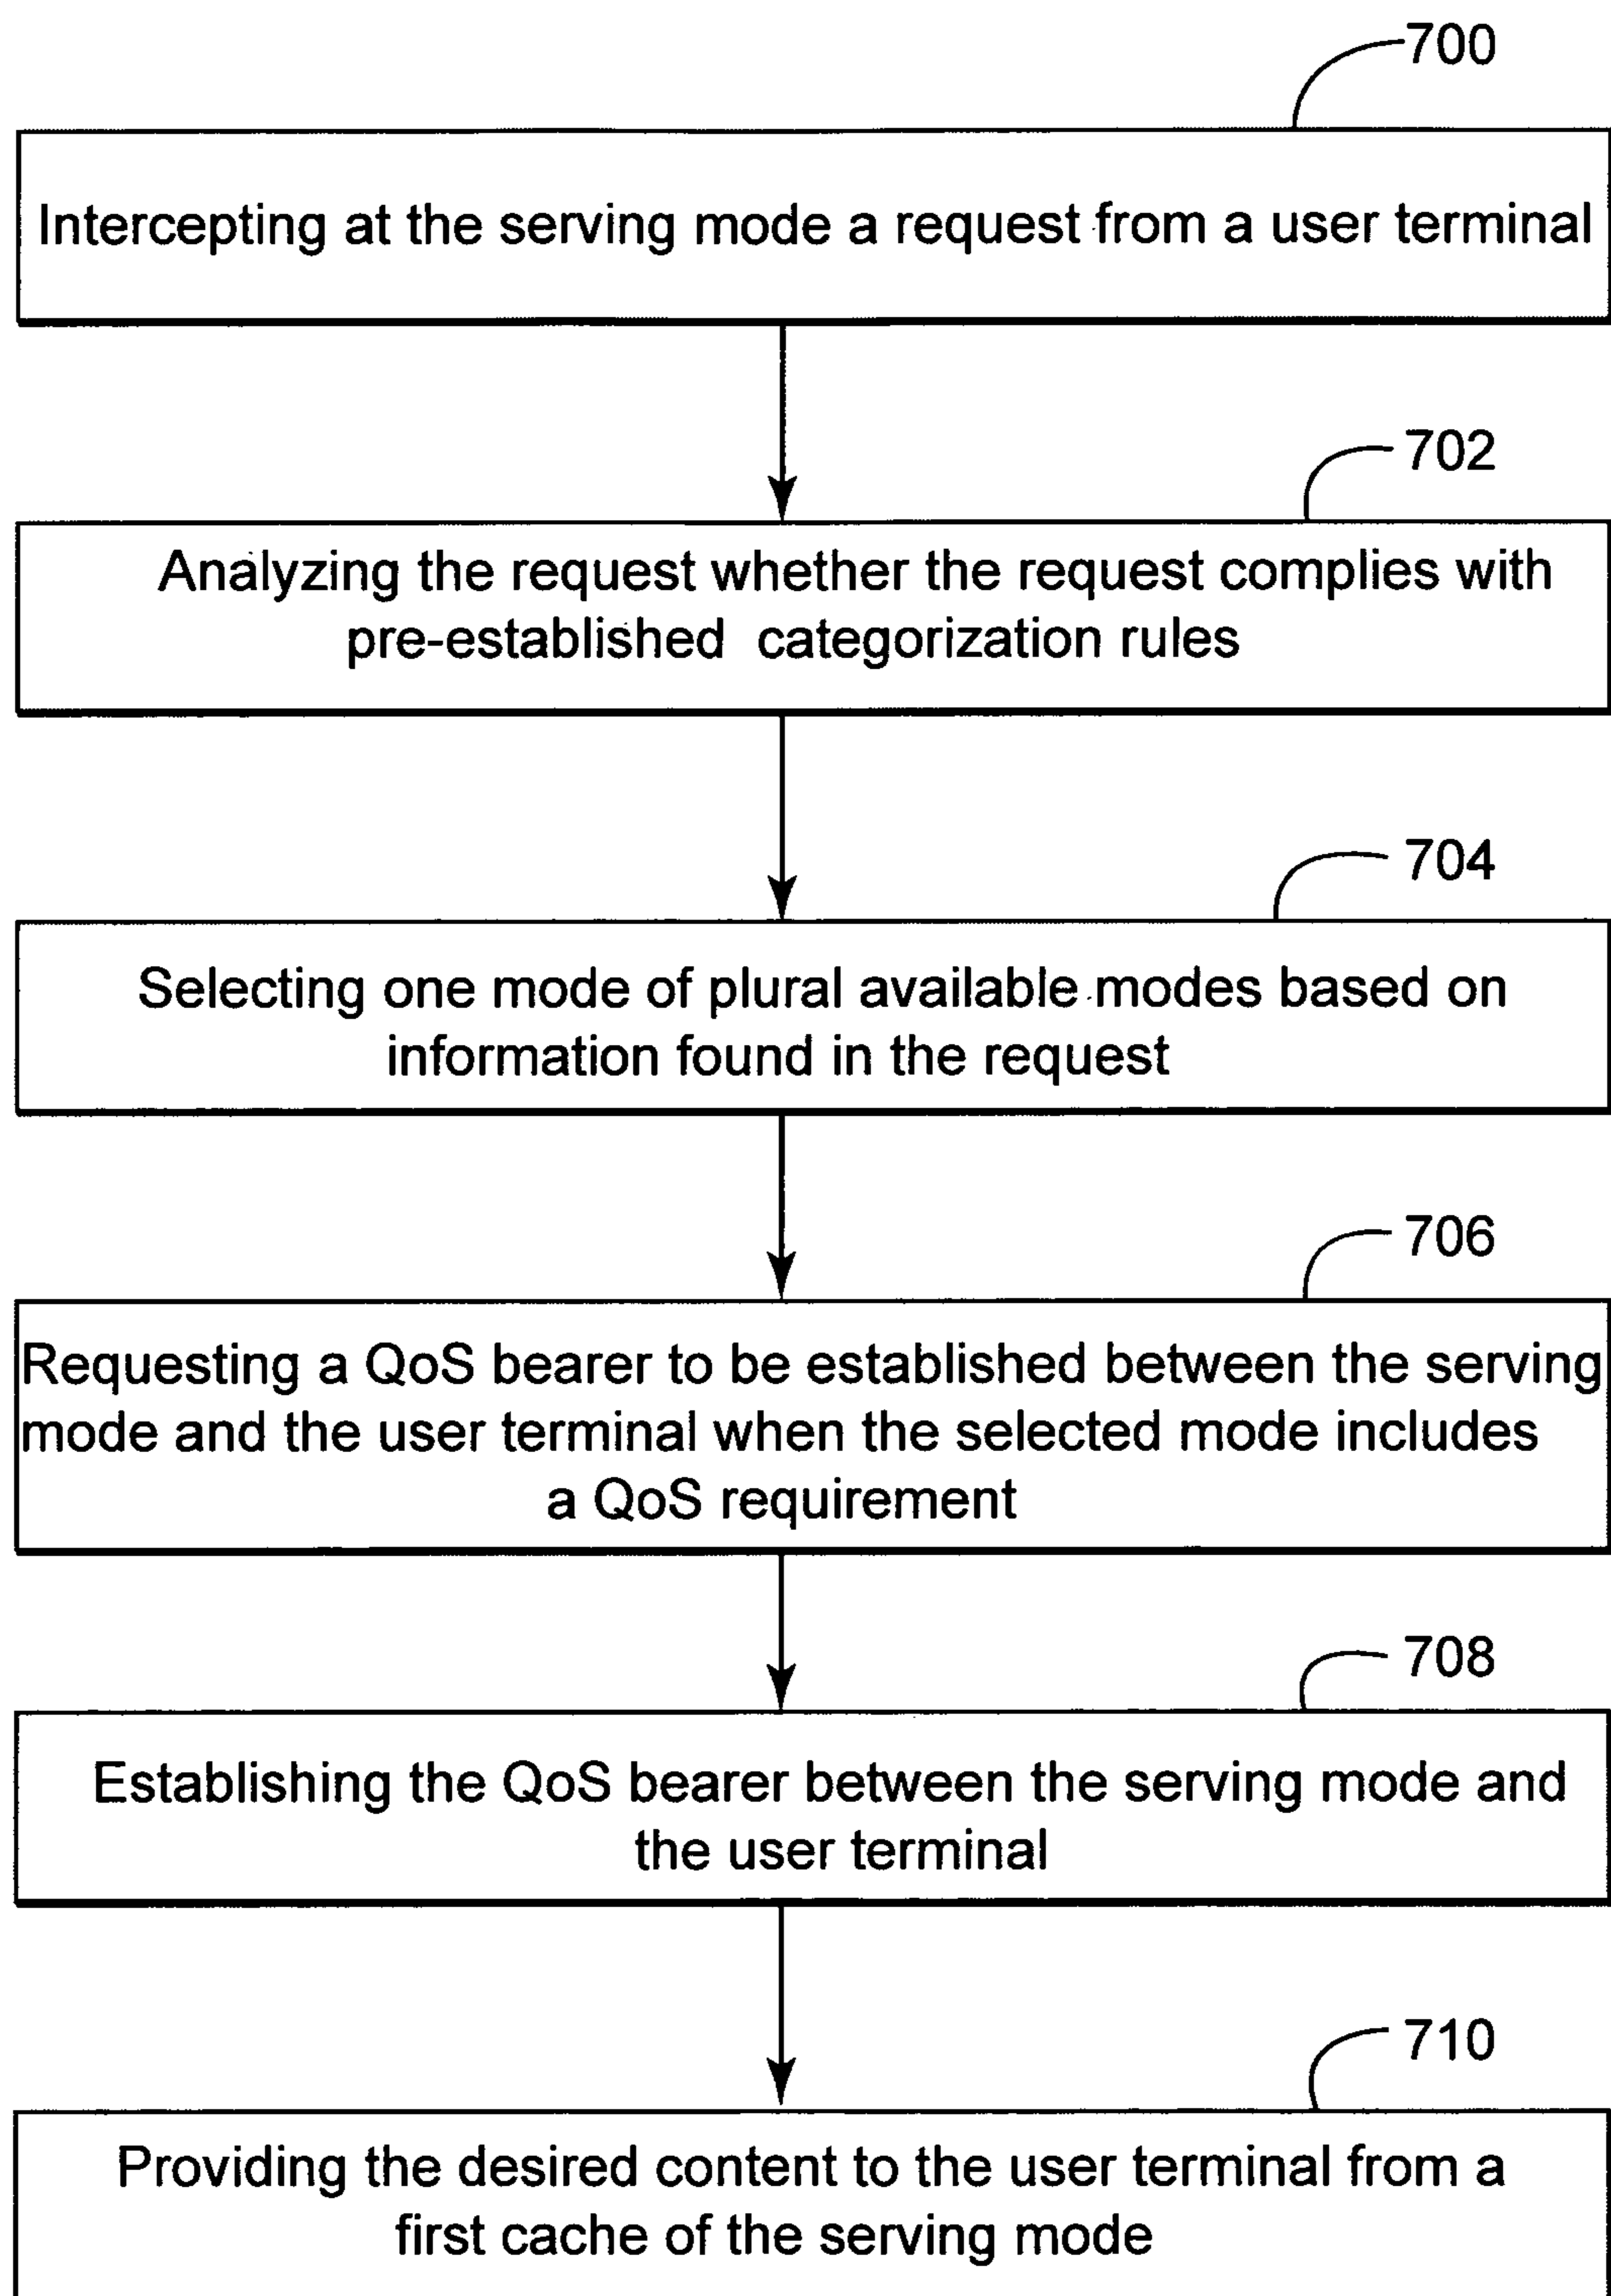 700
Intercepting at the serving mode a request from a user terminal
702
Analyzing the request whether the request complies with
pre-established categorization rules
704
Selecting one mode of plural available modes based on
information found in the request
706
Requesting a QoS bearer to be established between the serving
mode and the user terminal when the selected mode includes
a QoS requirement
708
Establishing the QoS bearer between the serving mode and
the user terminal
710
Providing the desired content to the user terminal from a
first cache of the serving mode